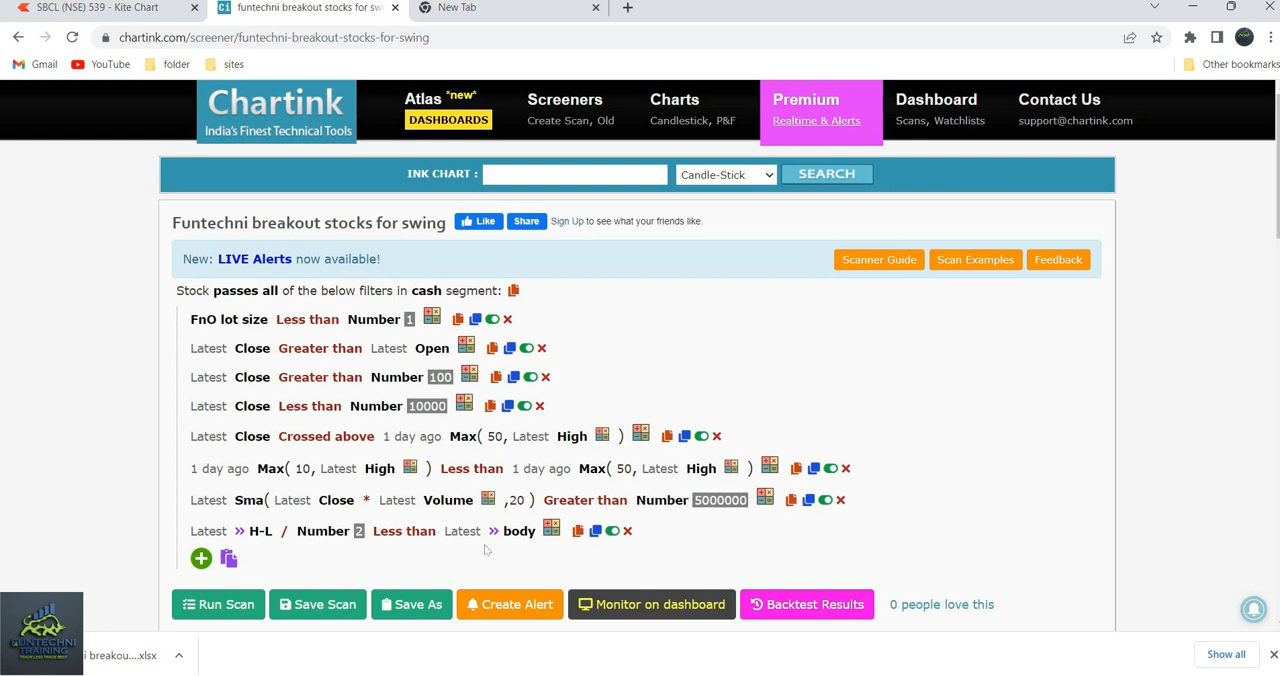 SBCL (NSE) 539 - Kite Chart
funtechni breakout stocks for sw
New Tab
chartink.com/screener/funtechni-breakout-stocks-for-swing
Gmail YouTube folder sites Other bookmarks
Chartink
India's Finest Technical Tools
Atlas *new*
DASHBOARDS
Screeners
Create Scan, Old
Charts
Candlestick, P&F
Premium
Realtime & Alerts
Dashboard
Scans, Watchlists
Contact Us
support@chartink.com
INK CHART : Candle-Stick SEARCH
Funtechni breakout stocks for swing Like Share Sign Up to see what your friends like.
New: LIVE Alerts now available! Scanner Guide Scan Examples Feedback
Stock passes all of the below filters in cash segment:
FnO lot size Less than Number 1
Latest Close Greater than Latest Open
Latest Close Greater than Number 100
Latest Close Less than Number 10000
Latest Close Crossed above 1 day ago Max( 50, Latest High )
1 day ago Max( 10, Latest High ) Less than 1 day ago Max( 50, Latest High )
Latest Sma( Latest Close * Latest Volume ,20 ) Greater than Number 5000000
Latest » H-L / Number 2 Less than Latest » body
Run Scan Save Scan Save As Create Alert Monitor on dashboard Backtest Results 0 people love this
FUNTECHNI
TRAINING
i breakou....xlsx
Show all